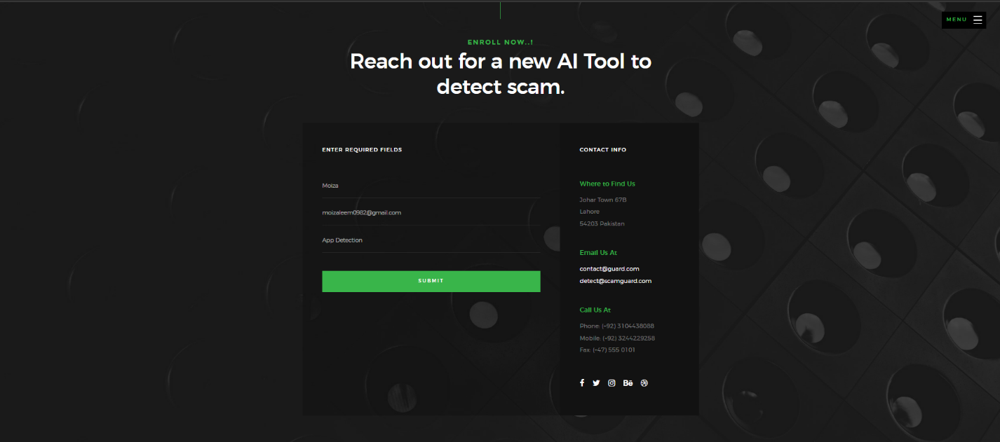 MENU
ENROLL NOW..!
Reach out for a new AI Tool to
detect scam.
ENTER REQUIRED FIELDS
Moiza
moizaleem0982@gmail.com
App Detection
SUBMIT
CONTACT INFO
Where to Find Us
Johar Town 67B
Lahore
54203 Pakistan
Email Us At
contact@guard.com
detect@scamguard.com
Call Us At
Phone: (+92) 3104438088
Mobile: (+92) 3244229258
Fax: (+47) 555 0101
Bē